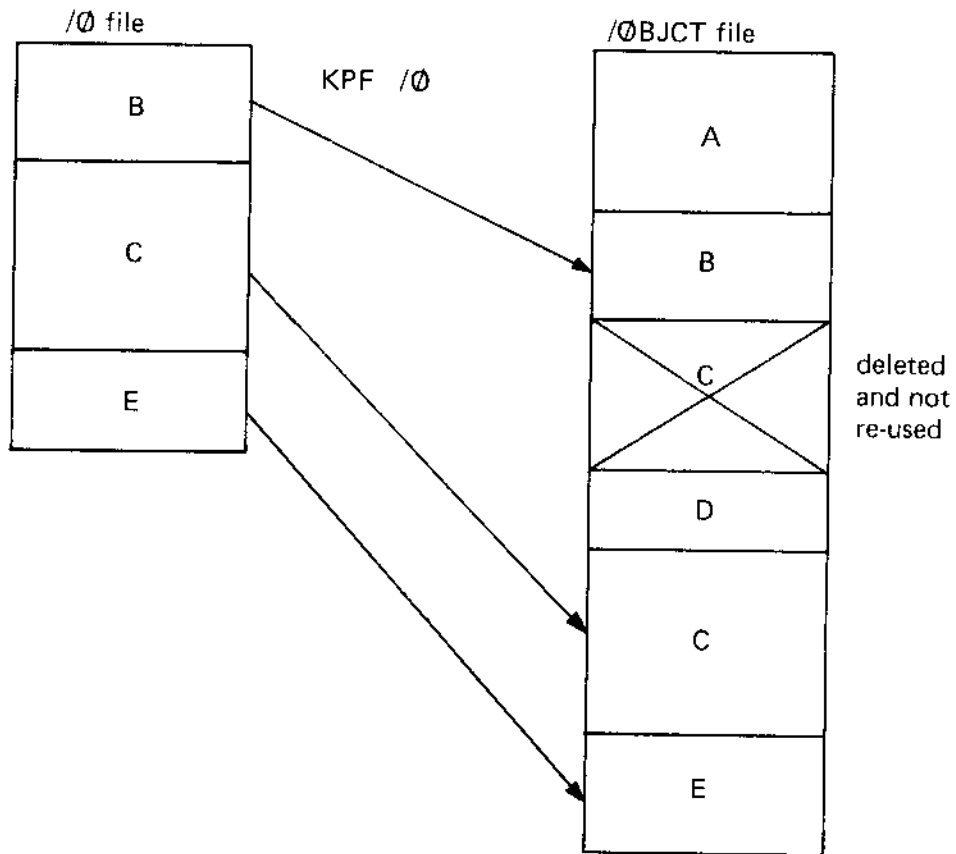 /Ø file
B
C
E
KPF /Ø
/ØBJCT file
A
B
C
deleted
and not
re-used
D
C
E